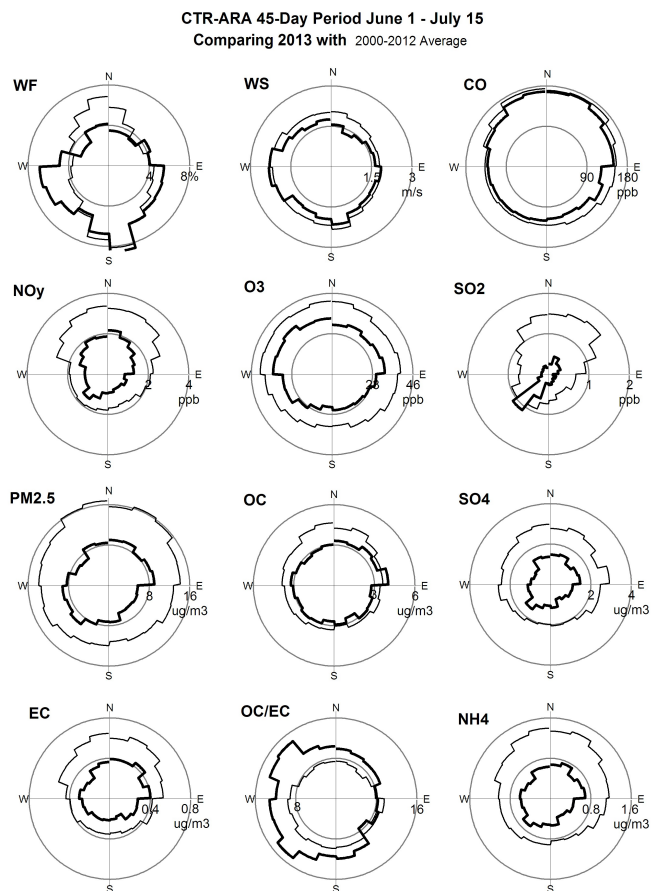 CTR-ARA 45-Day Period June 1 - July 15
Comparing 2013 with 2000-2012 Average
WF
N
W
E
S
4
8%
WS
N
W
E
S
1.5
3
m/s
CO
N
W
E
S
90
180
ppb
NOy
N
W
E
S
2
4
ppb
O3
N
W
E
S
23
46
ppb
SO2
N
W
E
S
1
2
ppb
PM2.5
N
W
E
S
8
16
ug/m3
OC
N
W
E
S
3
6
ug/m3
SO4
N
W
E
S
2
4
ug/m3
EC
N
W
E
S
0.4
0.8
ug/m3
OC/EC
N
W
E
S
8
16
NH4
N
W
E
S
0.8
1.6
ug/m3